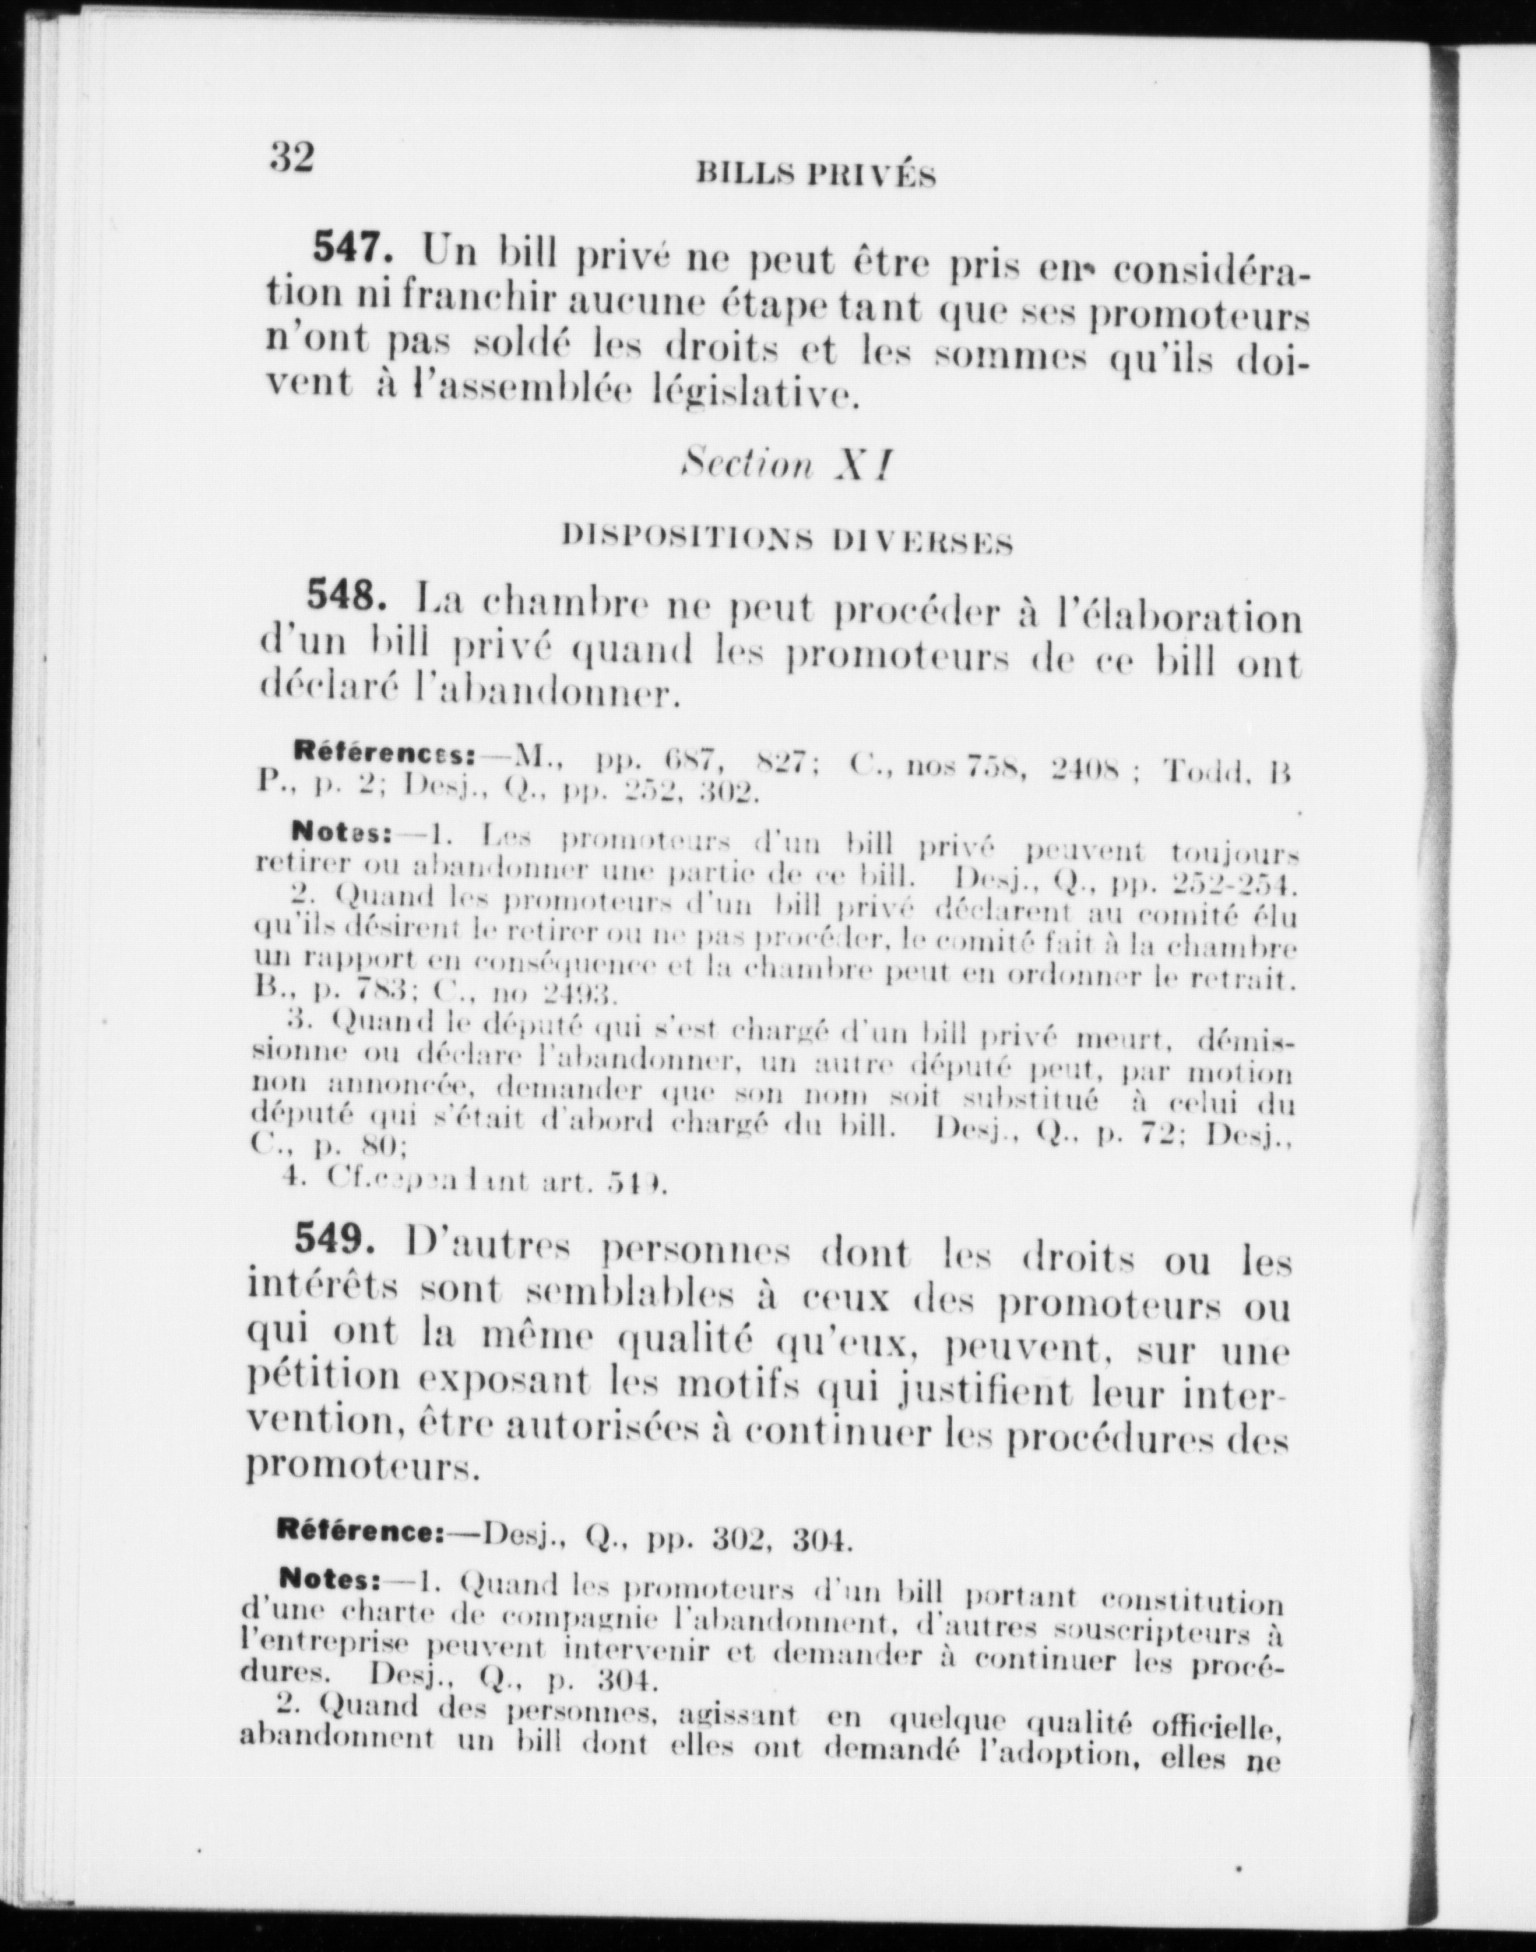 32
BILLS PRIVÉS
547. Un bill privé ne peut être pris en considéra-
tion ni franchir aucune étape tant que ses promoteurs
n'ont pas soldé les droits et les sommes qu'ils doi-
vent à l'assemblée législative.
Section XI
DISPOSITIONS DIVERSES
548. La chambre ne peut procéder à l'élaboration
d'un bill privé quand les promoteurs de ce bill ont
déclaré l'abandonner.
Références:—M., pp. 687, 827; C., nos 758, 2408 ; Todd, B
P., p. 2; Desj., Q., pp. 252, 302.
Notes:—1. Les promoteurs d'un bill privé peuvent toujours
retirer ou abandonner une partie de ce bill. Desj., Q., pp. 252-254.
2. Quand les promoteurs d'un bill privé déclarent au comité élu
qu'ils désirent le retirer ou ne pas procéder, le comité fait à la chambre
un rapport en conséquence et la chambre peut en ordonner le retrait.
B., p. 783; C., no 2493.
3. Quand le député qui s'est chargé d'un bill privé meurt, démis-
sionne ou déclare l'abandonner, un autre député peut, par motion
non annoncée, demander que son nom soit substitué à celui du
député qui s'était d'abord chargé du bill. Desj., Q., p. 72; Desj.,
C., p. 80;
4. Cf. cependant art. 549.
549. D'autres personnes dont les droits ou les
intérêts sont semblables à ceux des promoteurs ou
qui ont la même qualité qu'eux, peuvent, sur une
pétition exposant les motifs qui justifient leur inter-
vention, être autorisées à continuer les procédures des
promoteurs.
Référence:—Desj., Q., pp. 302, 304.
Notes:—1. Quand les promoteurs d'un bill portant constitution
d'une charte de compagnie l'abandonnent, d'autres souscripteurs à
l'entreprise peuvent intervenir et demander à continuer les procé-
dures. Desj., Q., p. 304.
2. Quand des personnes, agissant en quelque qualité officielle,
abandonnent un bill dont elles ont demandé l'adoption, elles ne